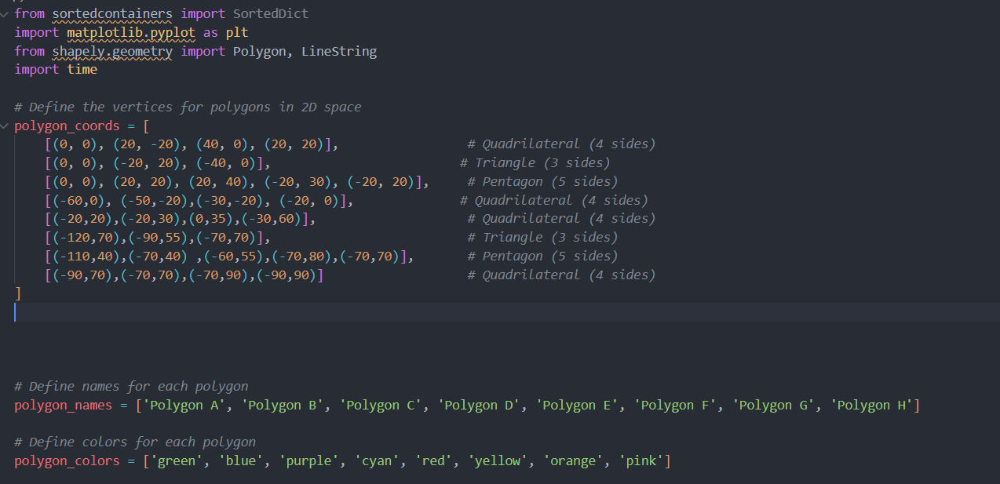 from sortedcontainers import SortedDict
import matplotlib.pyplot as plt
from shapely.geometry import Polygon, LineString
import time
# Define the vertices for polygons in 2D space
polygon_coords = [
[(0, 0), (20, -20), (40, 0), (20, 20)], # Quadrilateral (4 sides)
[(0, 0), (-20, 20), (-40, 0)], # Triangle (3 sides)
[(0, 0), (20, 20), (20, 40), (-20, 30), (-20, 20)], # Pentagon (5 sides)
[(-60,0), (-50,-20),(-30,-20), (-20, 0)], # Quadrilateral (4 sides)
[(-20,20),(-20,30),(0,35),(-30,60)], # Quadrilateral (4 sides)
[(-120,70),(-90,55),(-70,70)], # Triangle (3 sides)
[(-110,40),(-70,40) ,(-60,55),(-70,80),(-70,70)], # Pentagon (5 sides)
[(-90,70),(-70,70),(-70,90),(-90,90)] # Quadrilateral (4 sides)
]
# Define names for each polygon
polygon_names = ['Polygon A', 'Polygon B', 'Polygon C', 'Polygon D', 'Polygon E', 'Polygon F', 'Polygon G', 'Polygon H']
# Define colors for each polygon
polygon_colors = ['green', 'blue', 'purple', 'cyan', 'red', 'yellow', 'orange', 'pink']